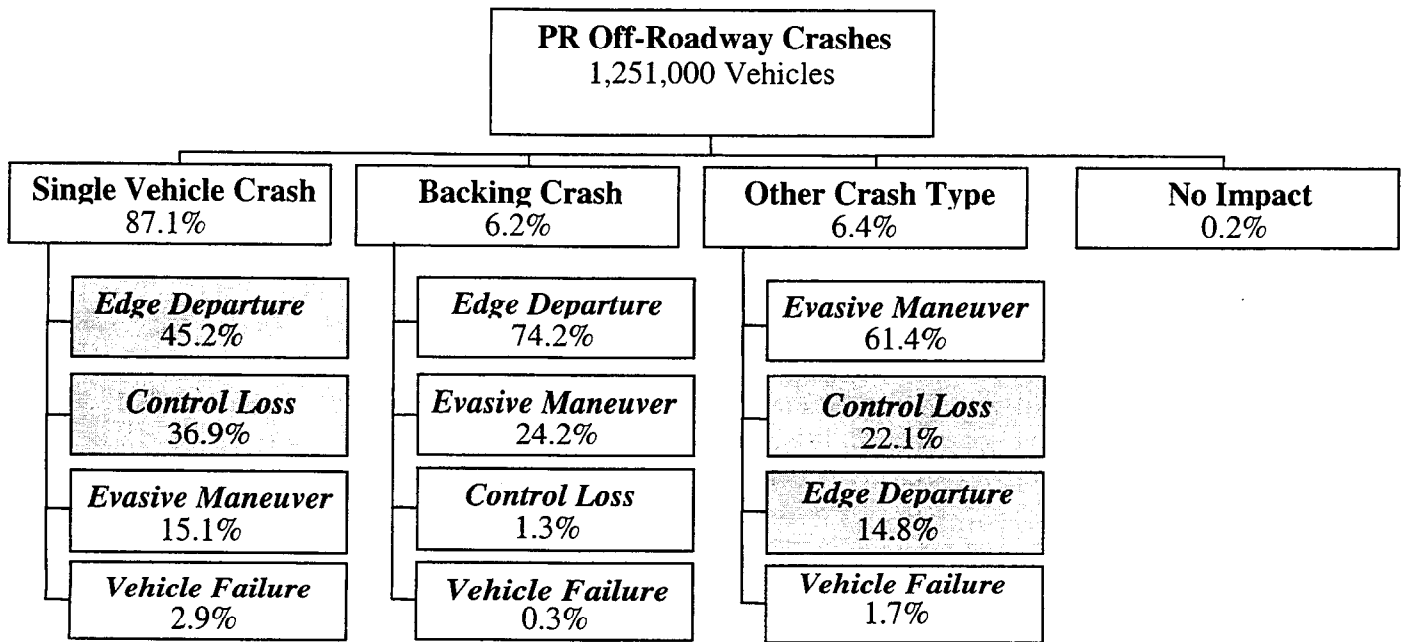 PR Off-Roadway Crashes
1,251,000 Vehicles
Single Vehicle Crash
87.1%
Edge Departure
45.2%
Control Loss
36.9%
Evasive Maneuver
15.1%
Vehicle Failure
2.9%
Backing Crash
6.2%
Edge Departure
74.2%
Evasive Maneuver
24.2%
Control Loss
1.3%
Vehicle Failure
0.3%
Other Crash Type
6.4%
Evasive Maneuver
61.4%
Control Loss
22.1%
Edge Departure
14.8%
Vehicle Failure
1.7%
No Impact
0.2%